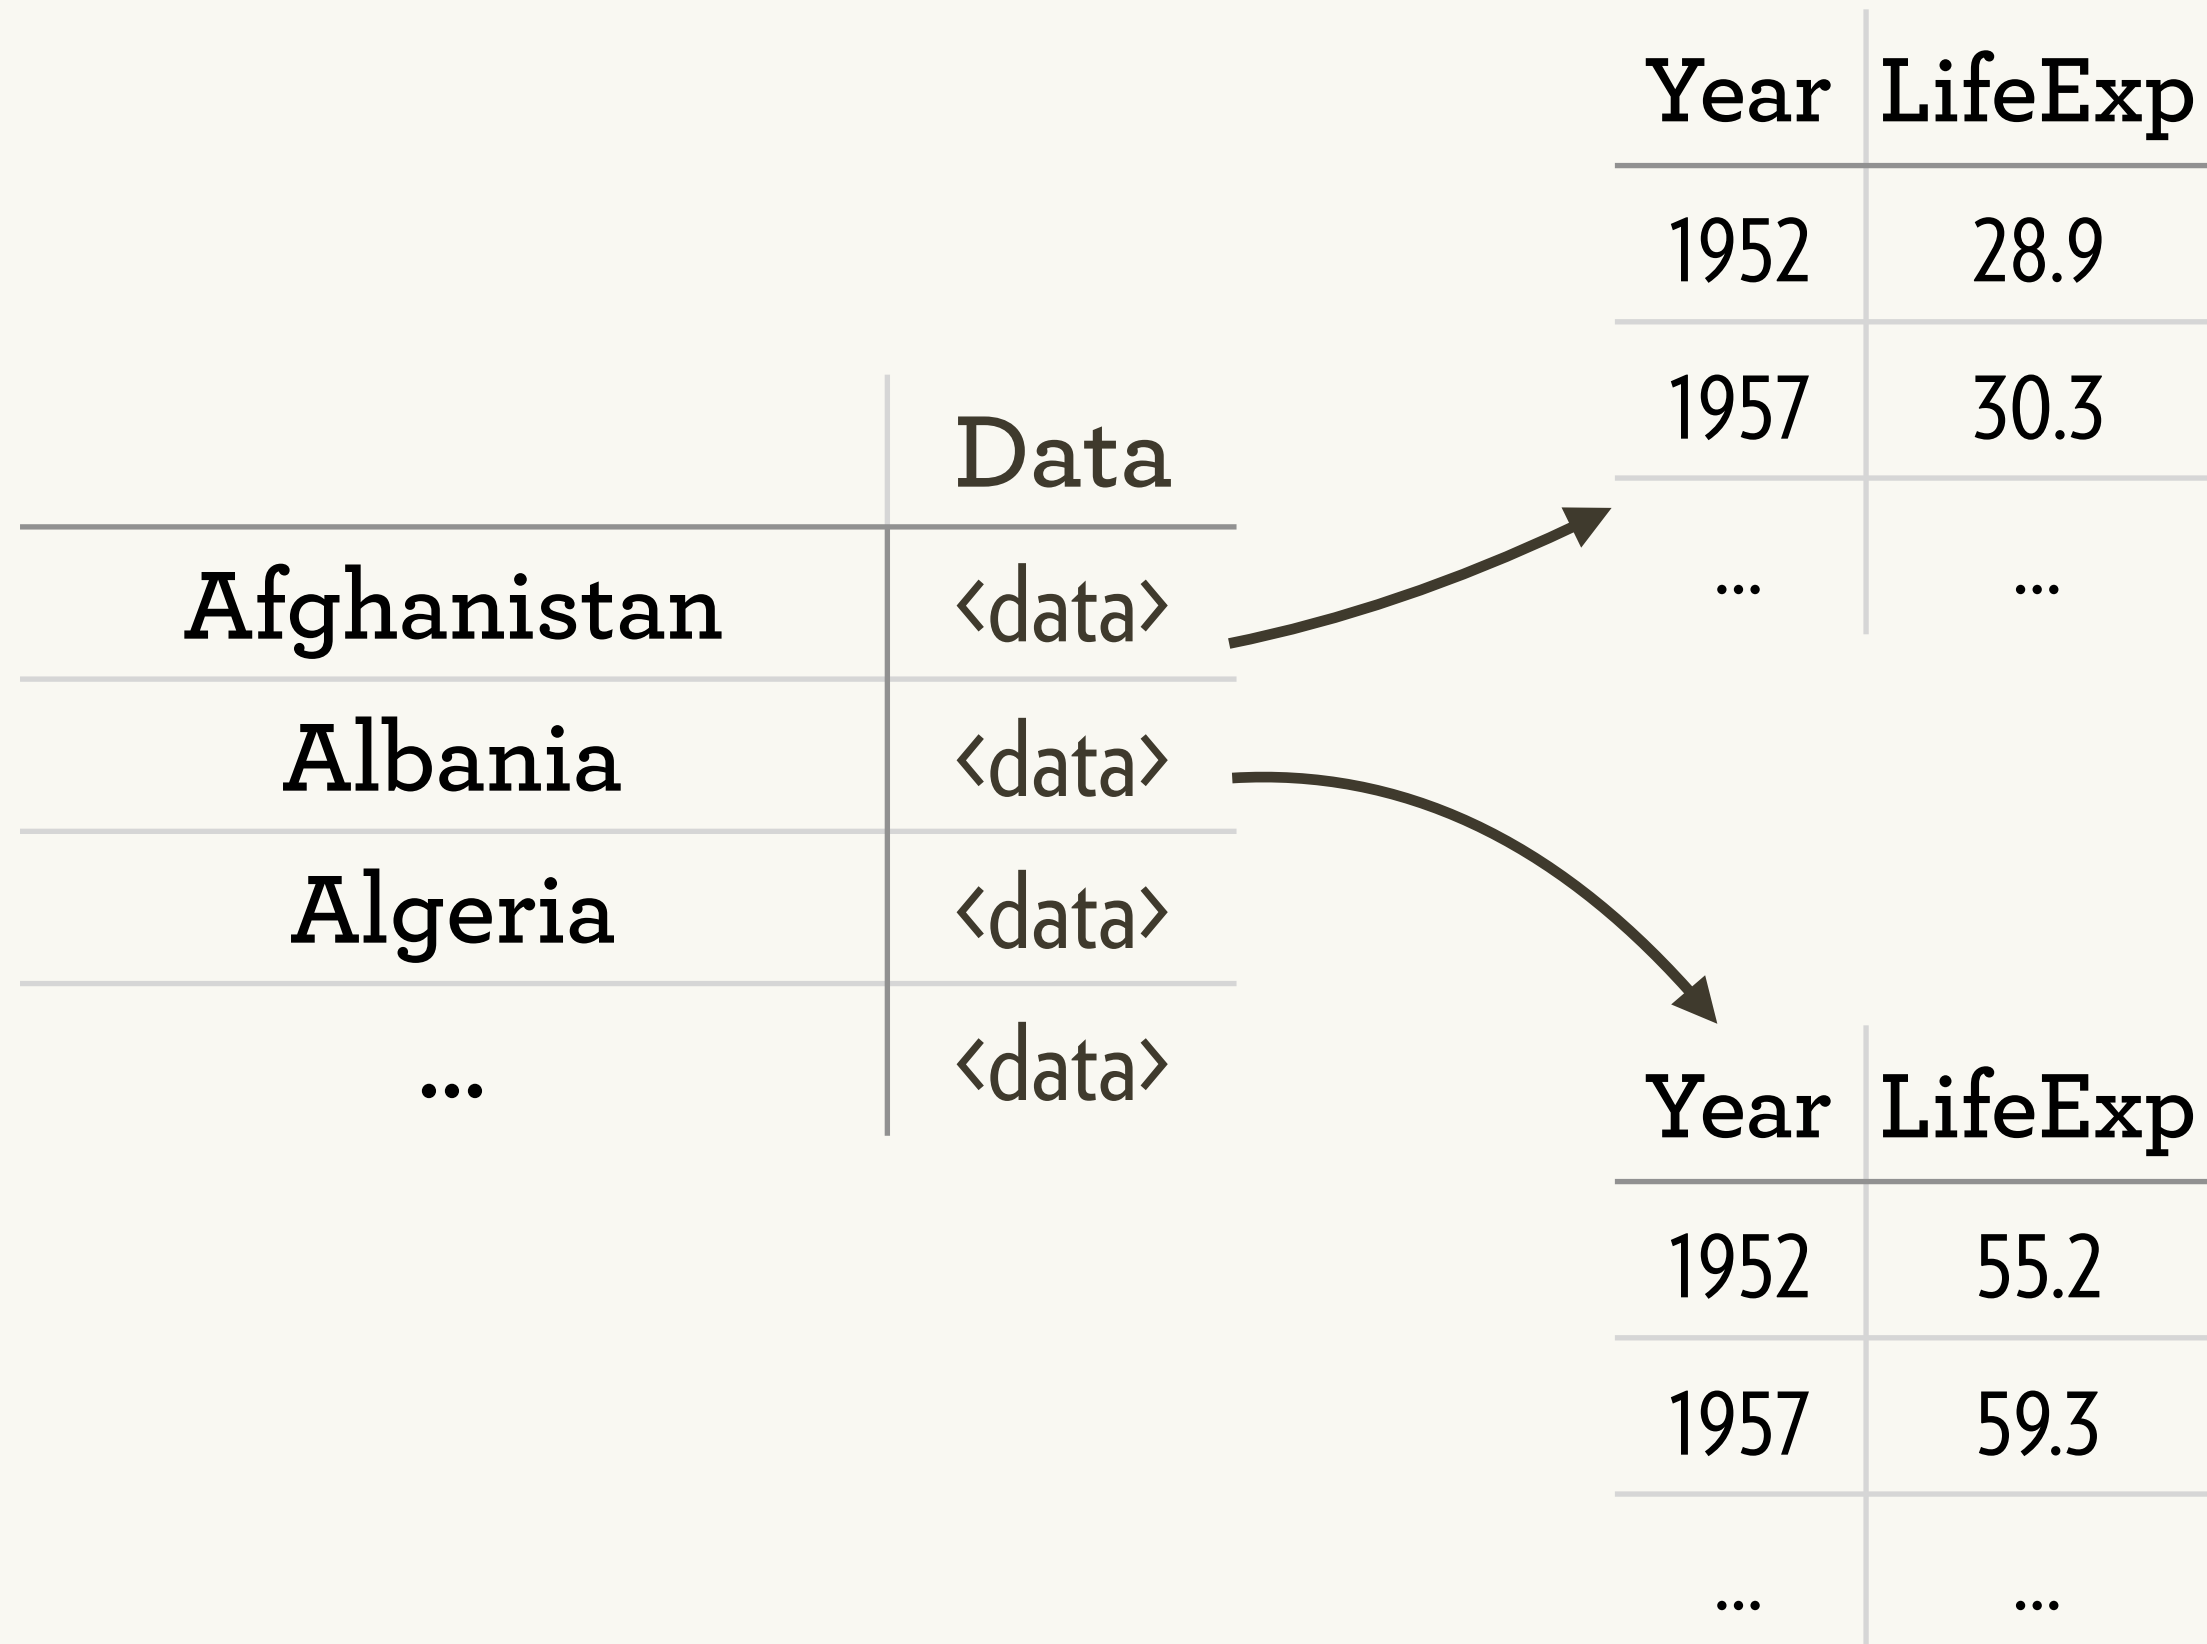 Data
Afghanistan <data>
Albania <data>
Algeria <data>
... <data>
Year LifeExp
1952 28.9
1957 30.3
... ...
Year LifeExp
1952 55.2
1957 59.3
... ...